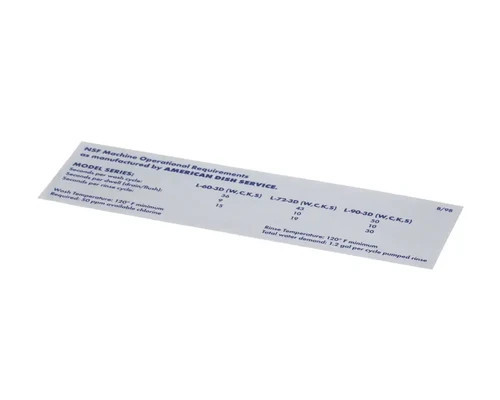 NSF Machine Operational Requirements
as manufactured by AMERICAN DISH SERVICE.
MODEL SERIES: L-60-3D (W,C,K,S) L-72-3D (W,C,K,S) L-90-3D (W,C,K,S) 8/98
Seconds per wash cycle: 36 43 50
Seconds per dwell (drain/flush): 9 10 10
Seconds per rinse cycle: 15 19 30
Wash Temperature: 120° F minimum Rinse Temperature: 120° F minimum
Required: 50 ppm available chlorine Total water demand: 1.2 gal per cycle pumped rinse